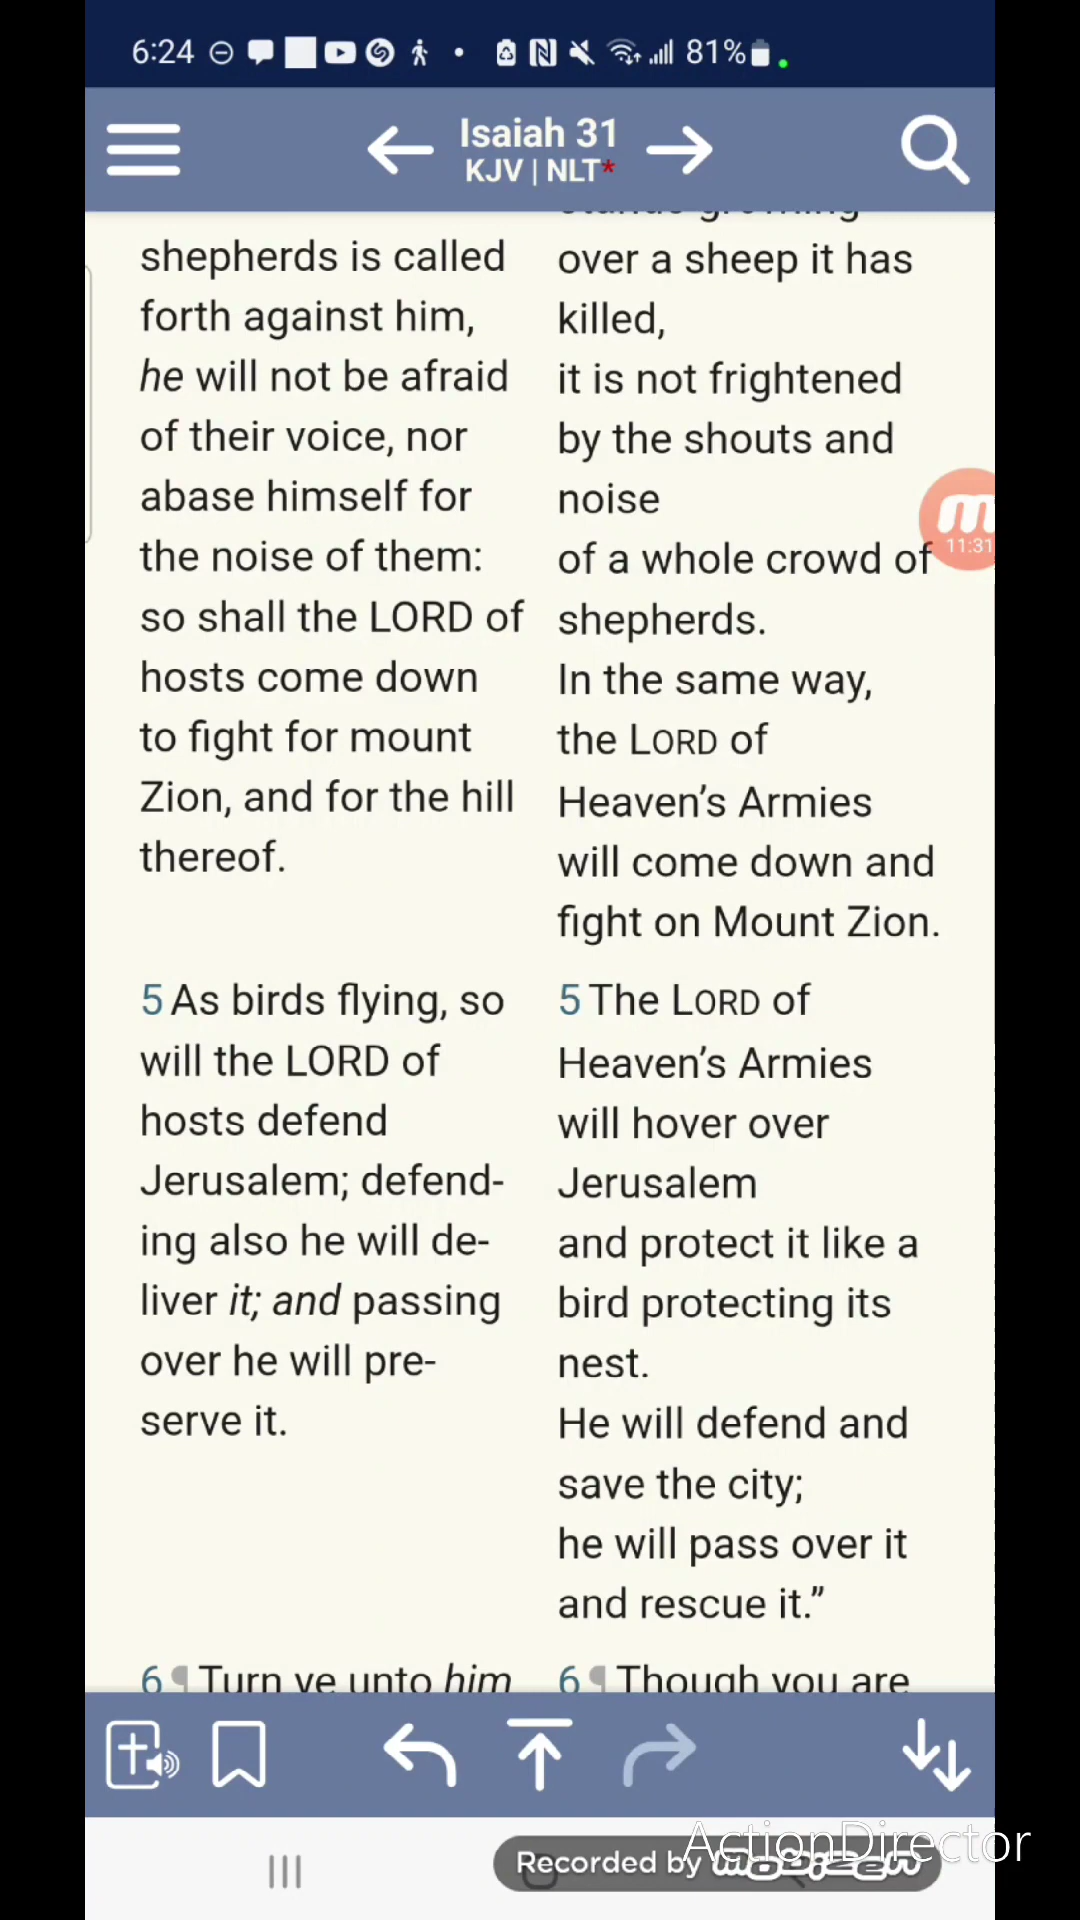 6:24
81%
Isaiah 31
KJV | NLT*
shepherds is called
forth against him,
he will not be afraid
of their voice, nor
abase himself for
the noise of them:
so shall the LORD of
hosts come down
to fight for mount
Zion, and for the hill
thereof.
5 As birds flying, so
will the LORD of
hosts defend
Jerusalem; defend-
ing also he will de-
liver it; and passing
over he will pre-
serve it.
6 ¶ Turn ye unto him
stands growling
over a sheep it has
killed,
it is not frightened
by the shouts and
noise
of a whole crowd of
shepherds.
In the same way,
the LORD of
Heaven’s Armies
will come down and
fight on Mount Zion.
5 The LORD of
Heaven’s Armies
will hover over
Jerusalem
and protect it like a
bird protecting its
nest.
He will defend and
save the city;
he will pass over it
and rescue it.”
6 ¶ Though you are
m
11:31
ActionDirector
Recorded by mobizen